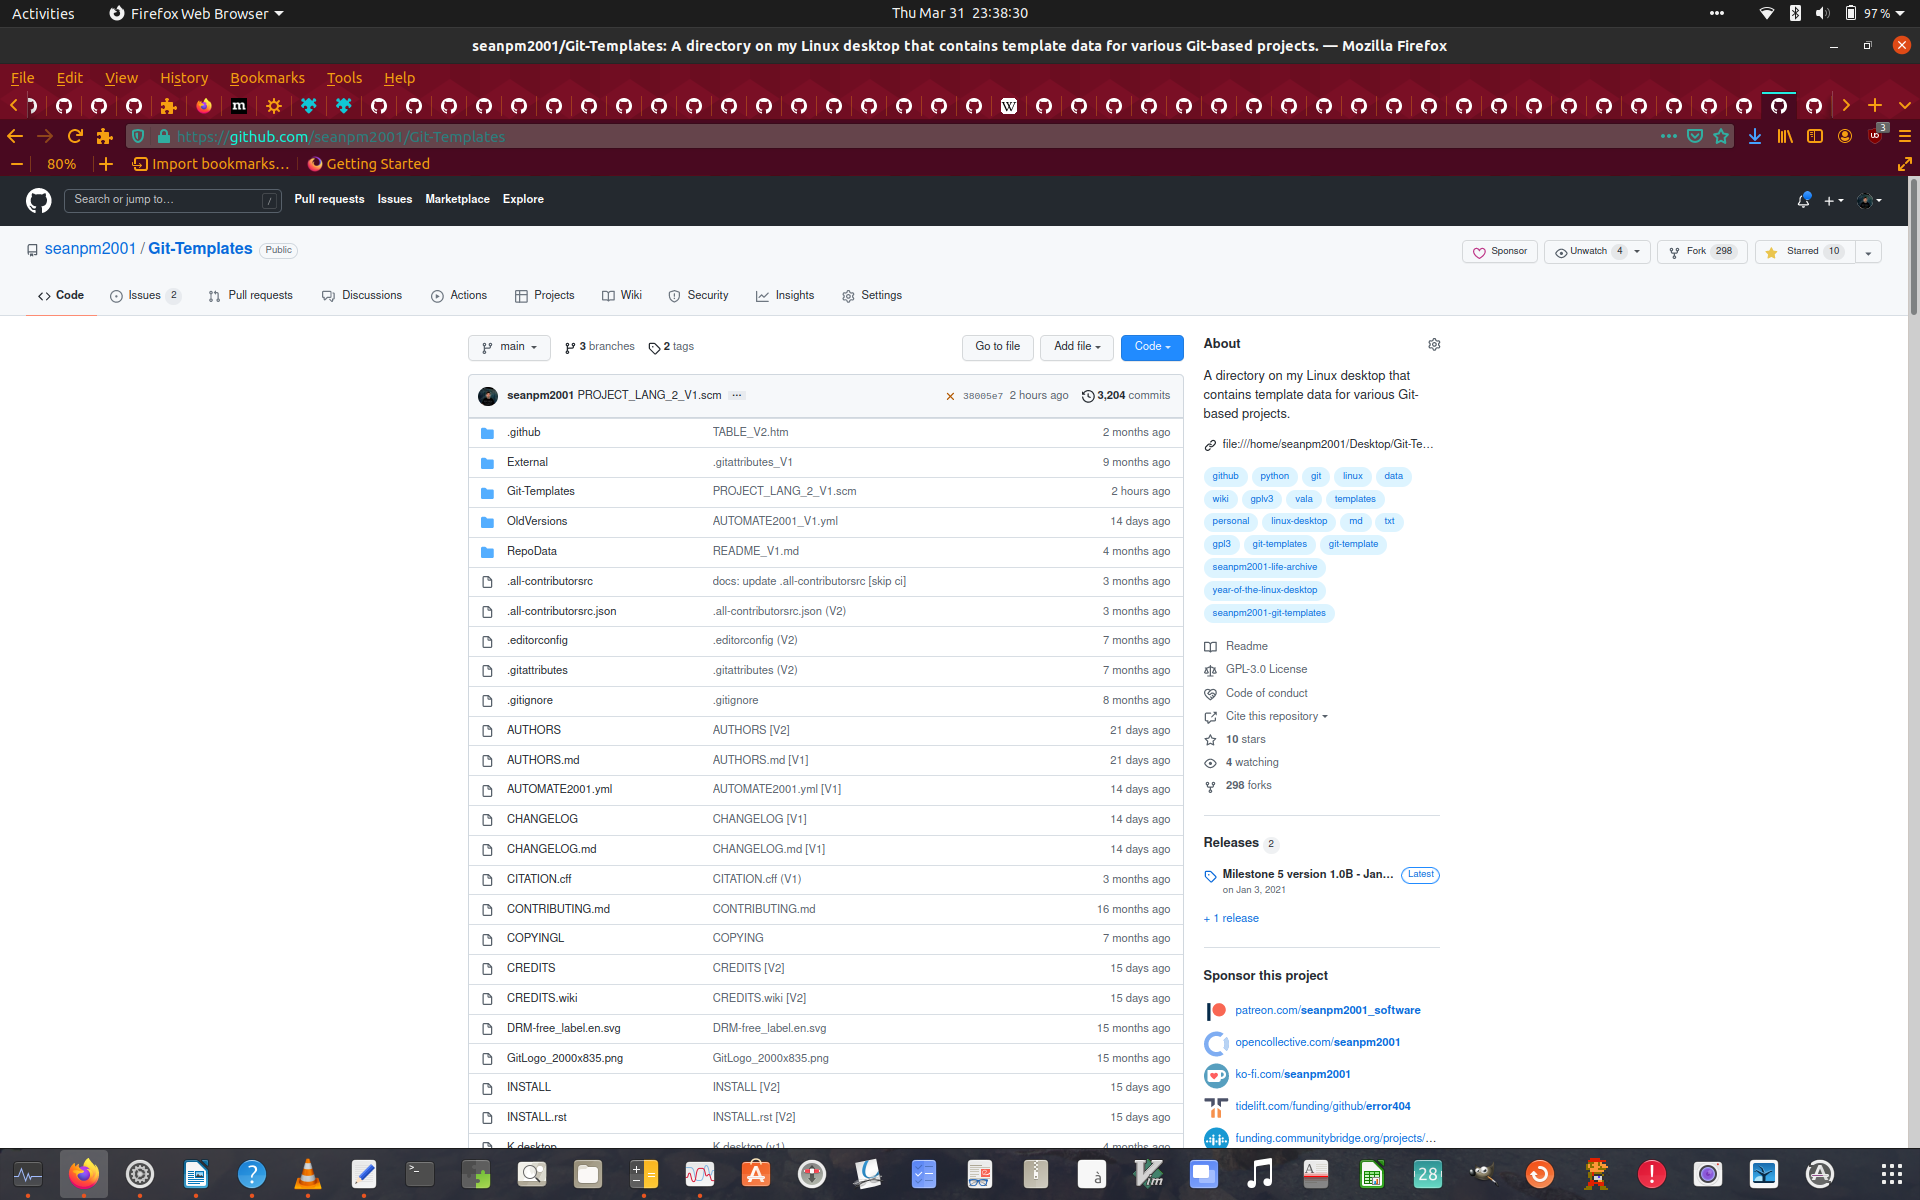 Activities
Firefox Web Browser
Thu Mar 31 23:38:30
97 %
seanpm2001/Git-Templates: A directory on my Linux desktop that contains template data for various Git-based projects. — Mozilla Firefox
File Edit View History Bookmarks Tools Help
https://github.com/seanpm2001/Git-Templates
3
80%
Import bookmarks...
Getting Started
Search or jump to...
/
Pull requests Issues Marketplace Explore
seanpm2001 / Git-Templates Public
Sponsor
Unwatch 4
Fork 298
Starred 10
Code
Issues 2
Pull requests
Discussions
Actions
Projects
Wiki
Security
Insights
Settings
main
3 branches
2 tags
Go to file
Add file
Code
seanpm2001 PROJECT_LANG_2_V1.scm ...
38005e7 2 hours ago 3,204 commits
.github TABLE_V2.htm 2 months ago
External .gitattributes_V1 9 months ago
Git-Templates PROJECT_LANG_2_V1.scm 2 hours ago
OldVersions AUTOMATE2001_V1.yml 14 days ago
RepoData README_V1.md 4 months ago
.all-contributorsrc docs: update .all-contributorsrc [skip ci] 3 months ago
.all-contributorsrc.json .all-contributorsrc.json (V2) 3 months ago
.editorconfig .editorconfig (V2) 7 months ago
.gitattributes .gitattributes (V2) 7 months ago
.gitignore .gitignore 8 months ago
AUTHORS AUTHORS [V2] 21 days ago
AUTHORS.md AUTHORS.md [V1] 21 days ago
AUTOMATE2001.yml AUTOMATE2001.yml [V1] 14 days ago
CHANGELOG CHANGELOG [V1] 14 days ago
CHANGELOG.md CHANGELOG.md [V1] 14 days ago
CITATION.cff CITATION.cff (V1) 3 months ago
CONTRIBUTING.md CONTRIBUTING.md 16 months ago
COPYINGL COPYING 7 months ago
CREDITS CREDITS [V2] 15 days ago
CREDITS.wiki CREDITS.wiki [V2] 15 days ago
DRM-free_label.en.svg DRM-free_label.en.svg 15 months ago
GitLogo_2000x835.png GitLogo_2000x835.png 15 months ago
INSTALL INSTALL [V2] 15 days ago
INSTALL.rst INSTALL.rst [V2] 15 days ago
K.desktop K.desktop (v1) 4 months ago
About
A directory on my Linux desktop that
contains template data for various Git-
based projects.
file:///home/seanpm2001/Desktop/Git-Te...
github python git linux data
wiki gplv3 vala templates
personal linux-desktop md txt
gpl3 git-templates git-template
seanpm2001-life-archive
year-of-the-linux-desktop
seanpm2001-git-templates
Readme
GPL-3.0 License
Code of conduct
Cite this repository
10 stars
4 watching
298 forks
Releases 2
Milestone 5 version 1.0B - Jan... Latest
on Jan 3, 2021
+ 1 release
Sponsor this project
patreon.com/seanpm2001_software
opencollective.com/seanpm2001
ko-fi.com/seanpm2001
tidelift.com/funding/github/error404
funding.communitybridge.org/projects/...
28